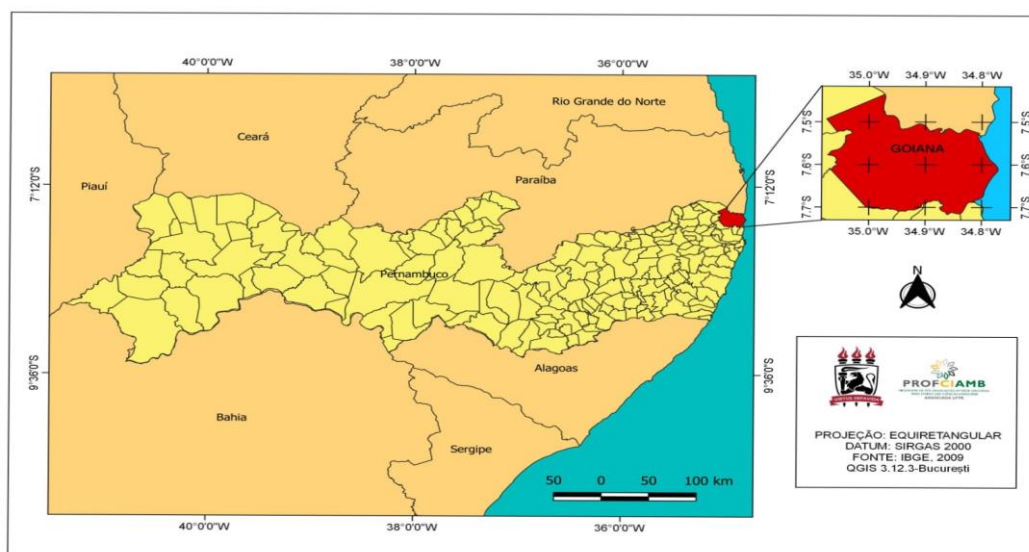 40°0'0"W
38°0'0"W
36°0'0"W
Rio Grande do Norte
Ceará
Piauí
Paraíba
7°12'0"S
7°12'0"S
Pernambuco
9°36'0"S
9°36'0"S
Alagoas
Bahia
Sergipe
50 0 50 100 km
40°0'0"W
38°0'0"W
36°0'0"W
35.0°W 34.9°W 34.8°W
7.5°S
7.5°S
GOIANA
7.6°S
7.6°S
7.7°S
7.7°S
35.0°W 34.9°W 34.8°W
N
PROFCIAMB
PROJEÇÃO: EQUIRETANGULAR
DATUM: SIRGAS 2000
FONTE: IBGE, 2009
QGIS 3.12.3-București